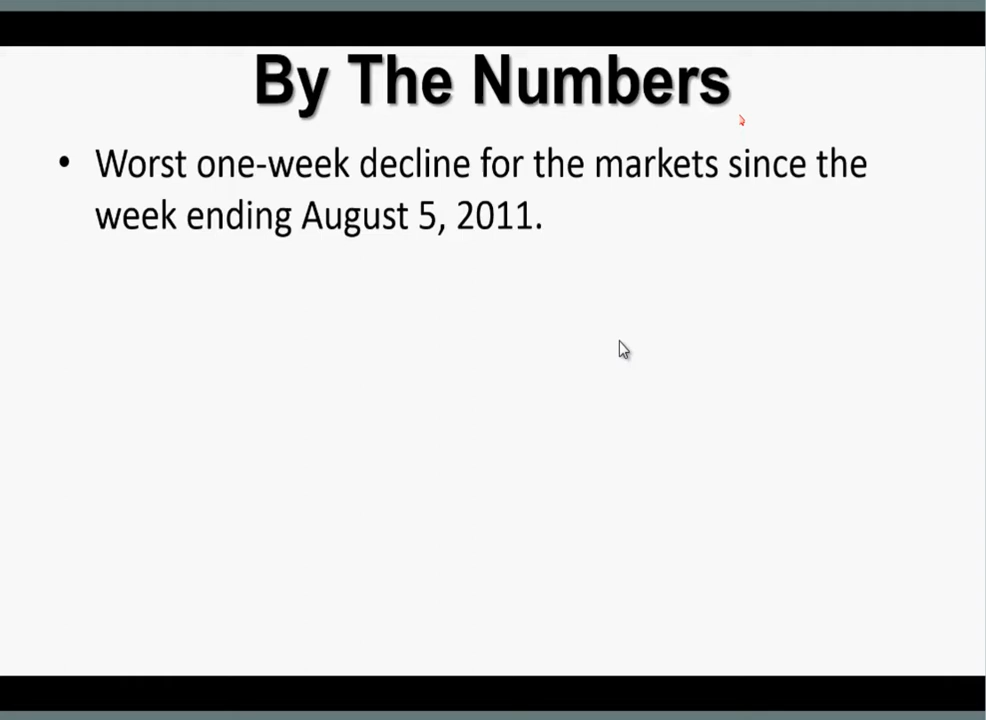 By The Numbers
• Worst one-week decline for the markets since the
week ending August 5, 2011.